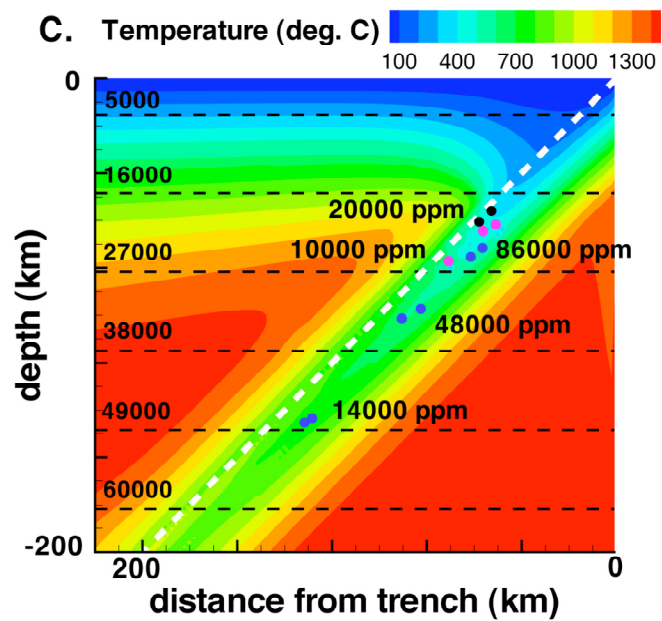 C. Temperature (deg. C)
100 400 700 1000 1300
0
5000
16000
20000 ppm
27000
10000 ppm
86000 ppm
38000
48000 ppm
49000
14000 ppm
60000
-200
200
0
depth (km)
distance from trench (km)